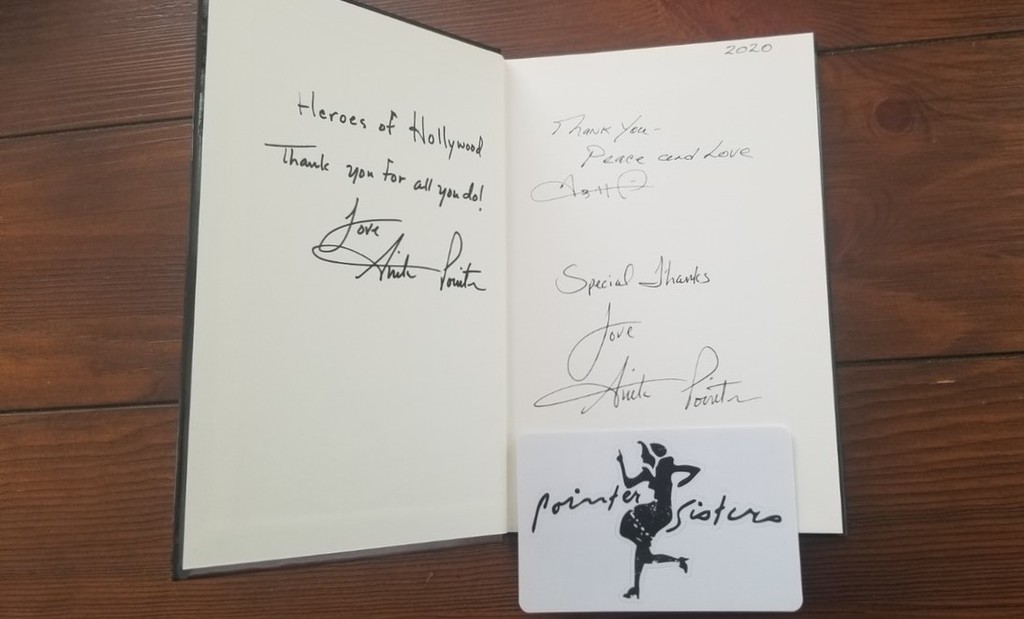 Heroes of Hollywood
Thank you for all you do!
Love
Anita Pointer
2020
Thank You-
Peace and Love
Special Thanks
Love
Anita Pointer
Pointer Sisters